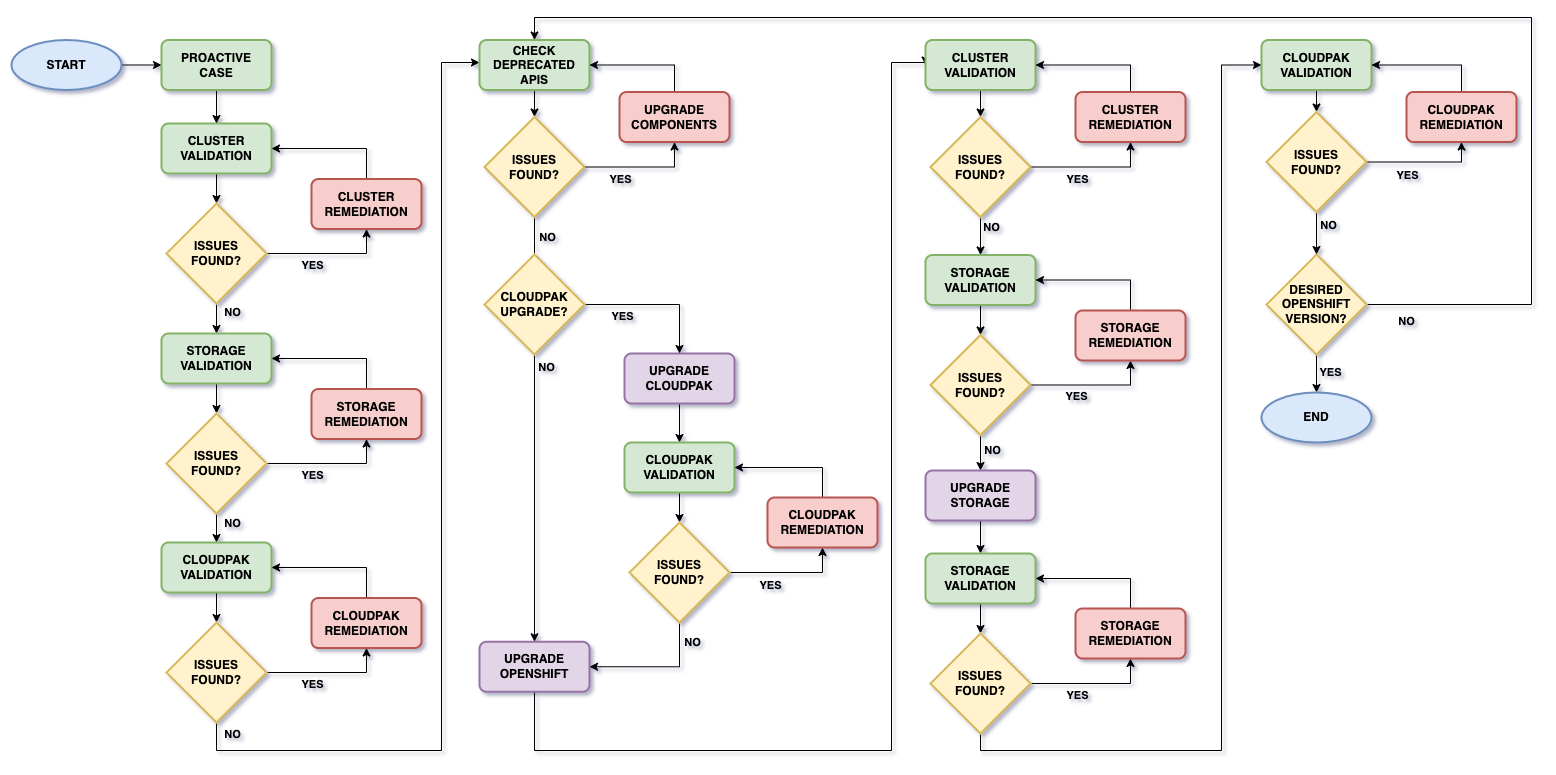 START
PROACTIVE
CASE
CLUSTER
VALIDATION
CLUSTER
REMEDIATION
ISSUES
FOUND?
YES
NO
STORAGE
VALIDATION
STORAGE
REMEDIATION
ISSUES
FOUND?
YES
NO
CLOUDPAK
VALIDATION
CLOUDPAK
REMEDIATION
ISSUES
FOUND?
YES
NO
CHECK
DEPRECATED
APIS
UPGRADE
COMPONENTS
ISSUES
FOUND?
YES
NO
CLOUDPAK
UPGRADE?
YES
NO
UPGRADE
CLOUDPAK
CLOUDPAK
VALIDATION
CLOUDPAK
REMEDIATION
ISSUES
FOUND?
YES
NO
UPGRADE
OPENSHIFT
CLUSTER
VALIDATION
CLUSTER
REMEDIATION
ISSUES
FOUND?
YES
NO
STORAGE
VALIDATION
STORAGE
REMEDIATION
ISSUES
FOUND?
YES
NO
UPGRADE
STORAGE
STORAGE
VALIDATION
STORAGE
REMEDIATION
ISSUES
FOUND?
YES
CLOUDPAK
VALIDATION
CLOUDPAK
REMEDIATION
ISSUES
FOUND?
YES
NO
DESIRED
OPENSHIFT
VERSION?
NO
YES
END